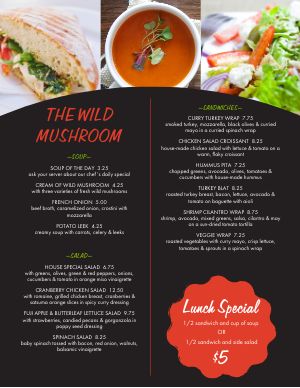 THE WILD
MUSHROOM
—SOUP—
SOUP OF THE DAY 3.25
ask your server about our chef's daily special
CREAM OF WILD MUSHROOM 4.25
with three varieties of fresh wild mushrooms
FRENCH ONION 5.00
beef broth, caramelized onion, crostini with
mozzarella
POTATO LEEK 4.25
creamy soup with carrots, celery & leeks
—SALAD—
HOUSE SPECIAL SALAD 6.75
with greens, olives, green & red peppers, onions,
cucumbers & tomato in orange miso vinaigrette
CRANBERRY CHICKEN SALAD 12.50
with romaine, grilled chicken breast, cranberries &
satsuma orange slices in spicy curry dressing
FUJI APPLE & BUTTERLEAF LETTUCE SALAD 9.75
with strawberries, candied pecans & gorgonzola in
poppy seed dressing
SPINACH SALAD 8.25
baby spinach tossed with bacon, red onion, walnuts,
balsamic vinaigrette
—SANDWICHES—
CURRY TURKEY WRAP 7.75
smoked turkey, mozzarella, black olives & curried
mayo in a curried spinach wrap
CHICKEN SALAD CROISSANT 8.25
house-made chicken salad with lettuce & tomato on a
warm, flaky croissant
HUMMUS PITA 7.25
chopped greens, avocado, olives, tomatoes &
cucumbers with house-made hummus
TURKEY BLAT 8.25
roasted turkey breast, bacon, lettuce, avocado &
tomato on baguette with aioli
SHRIMP CILANTRO WRAP 8.25
shrimp, avocado, mixed greens, salsa, cilantro & mayo
on a sun-dried tomato tortilla
VEGGIE WRAP 7.25
roasted vegetables with curry mayo, crisp lettuce,
tomatoes & sprouts in a spinach wrap
Lunch Special
1/2 sandwich and cup of soup
OR
1/2 sandwich and side salad
$5